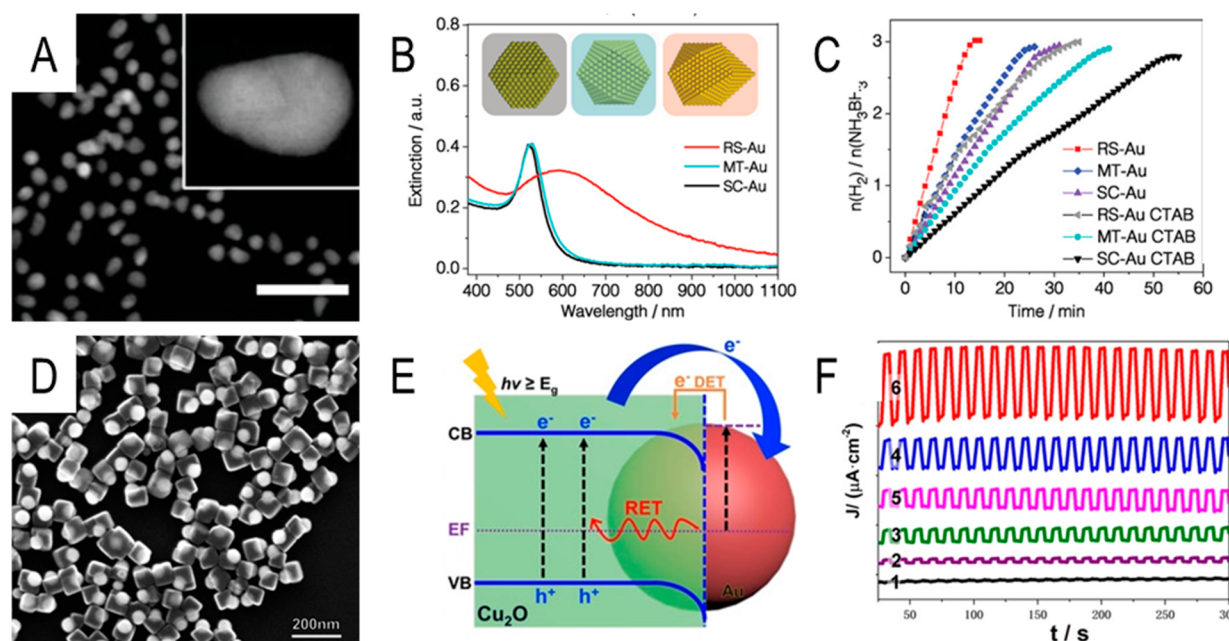 A
B
0.8
0.6
0.4
0.2
0.0
Extinction / a.u.
RS-Au
MT-Au
SC-Au
400 500 600 700 800 900 1000 1100
Wavelength / nm
C
3
2
1
0
n(H₂) / n(NH₃BH₃)
RS-Au
MT-Au
SC-Au
RS-Au CTAB
MT-Au CTAB
SC-Au CTAB
0 10 20 30 40 50 60
Time / min
D
200nm
E
hν ≥ Eg
e-
e- DET
e- e-
CB
RET
EF
VB
h+ h+
Au
Cu₂O
F
J/ (μA·cm-2)
6
4
5
3
2
1
50 100 150 200 250 300
t / s